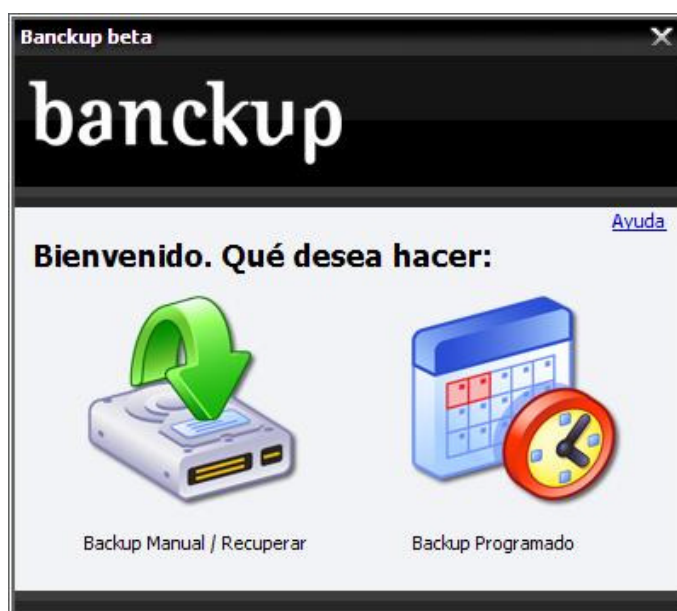 Banckup beta
banckup
Ayuda
Bienvenido. Qué desea hacer:
Backup Manual / Recuperar
Backup Programado